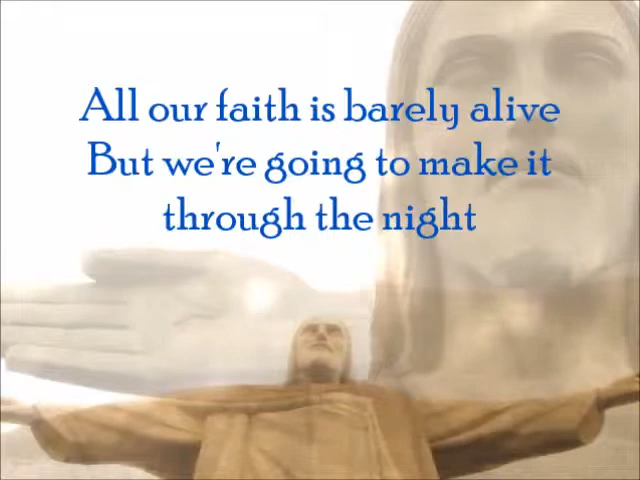 All our faith is barely alive
But we're going to make it
through the night